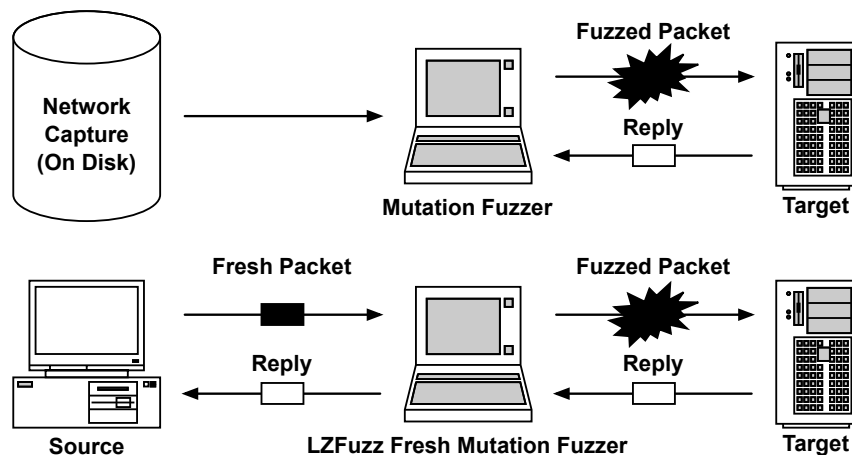 Fuzzed Packet
Network
Capture
(On Disk)
Reply
Mutation Fuzzer
Target
Fresh Packet
Fuzzed Packet
Reply
Reply
Source
LZFuzz Fresh Mutation Fuzzer
Target